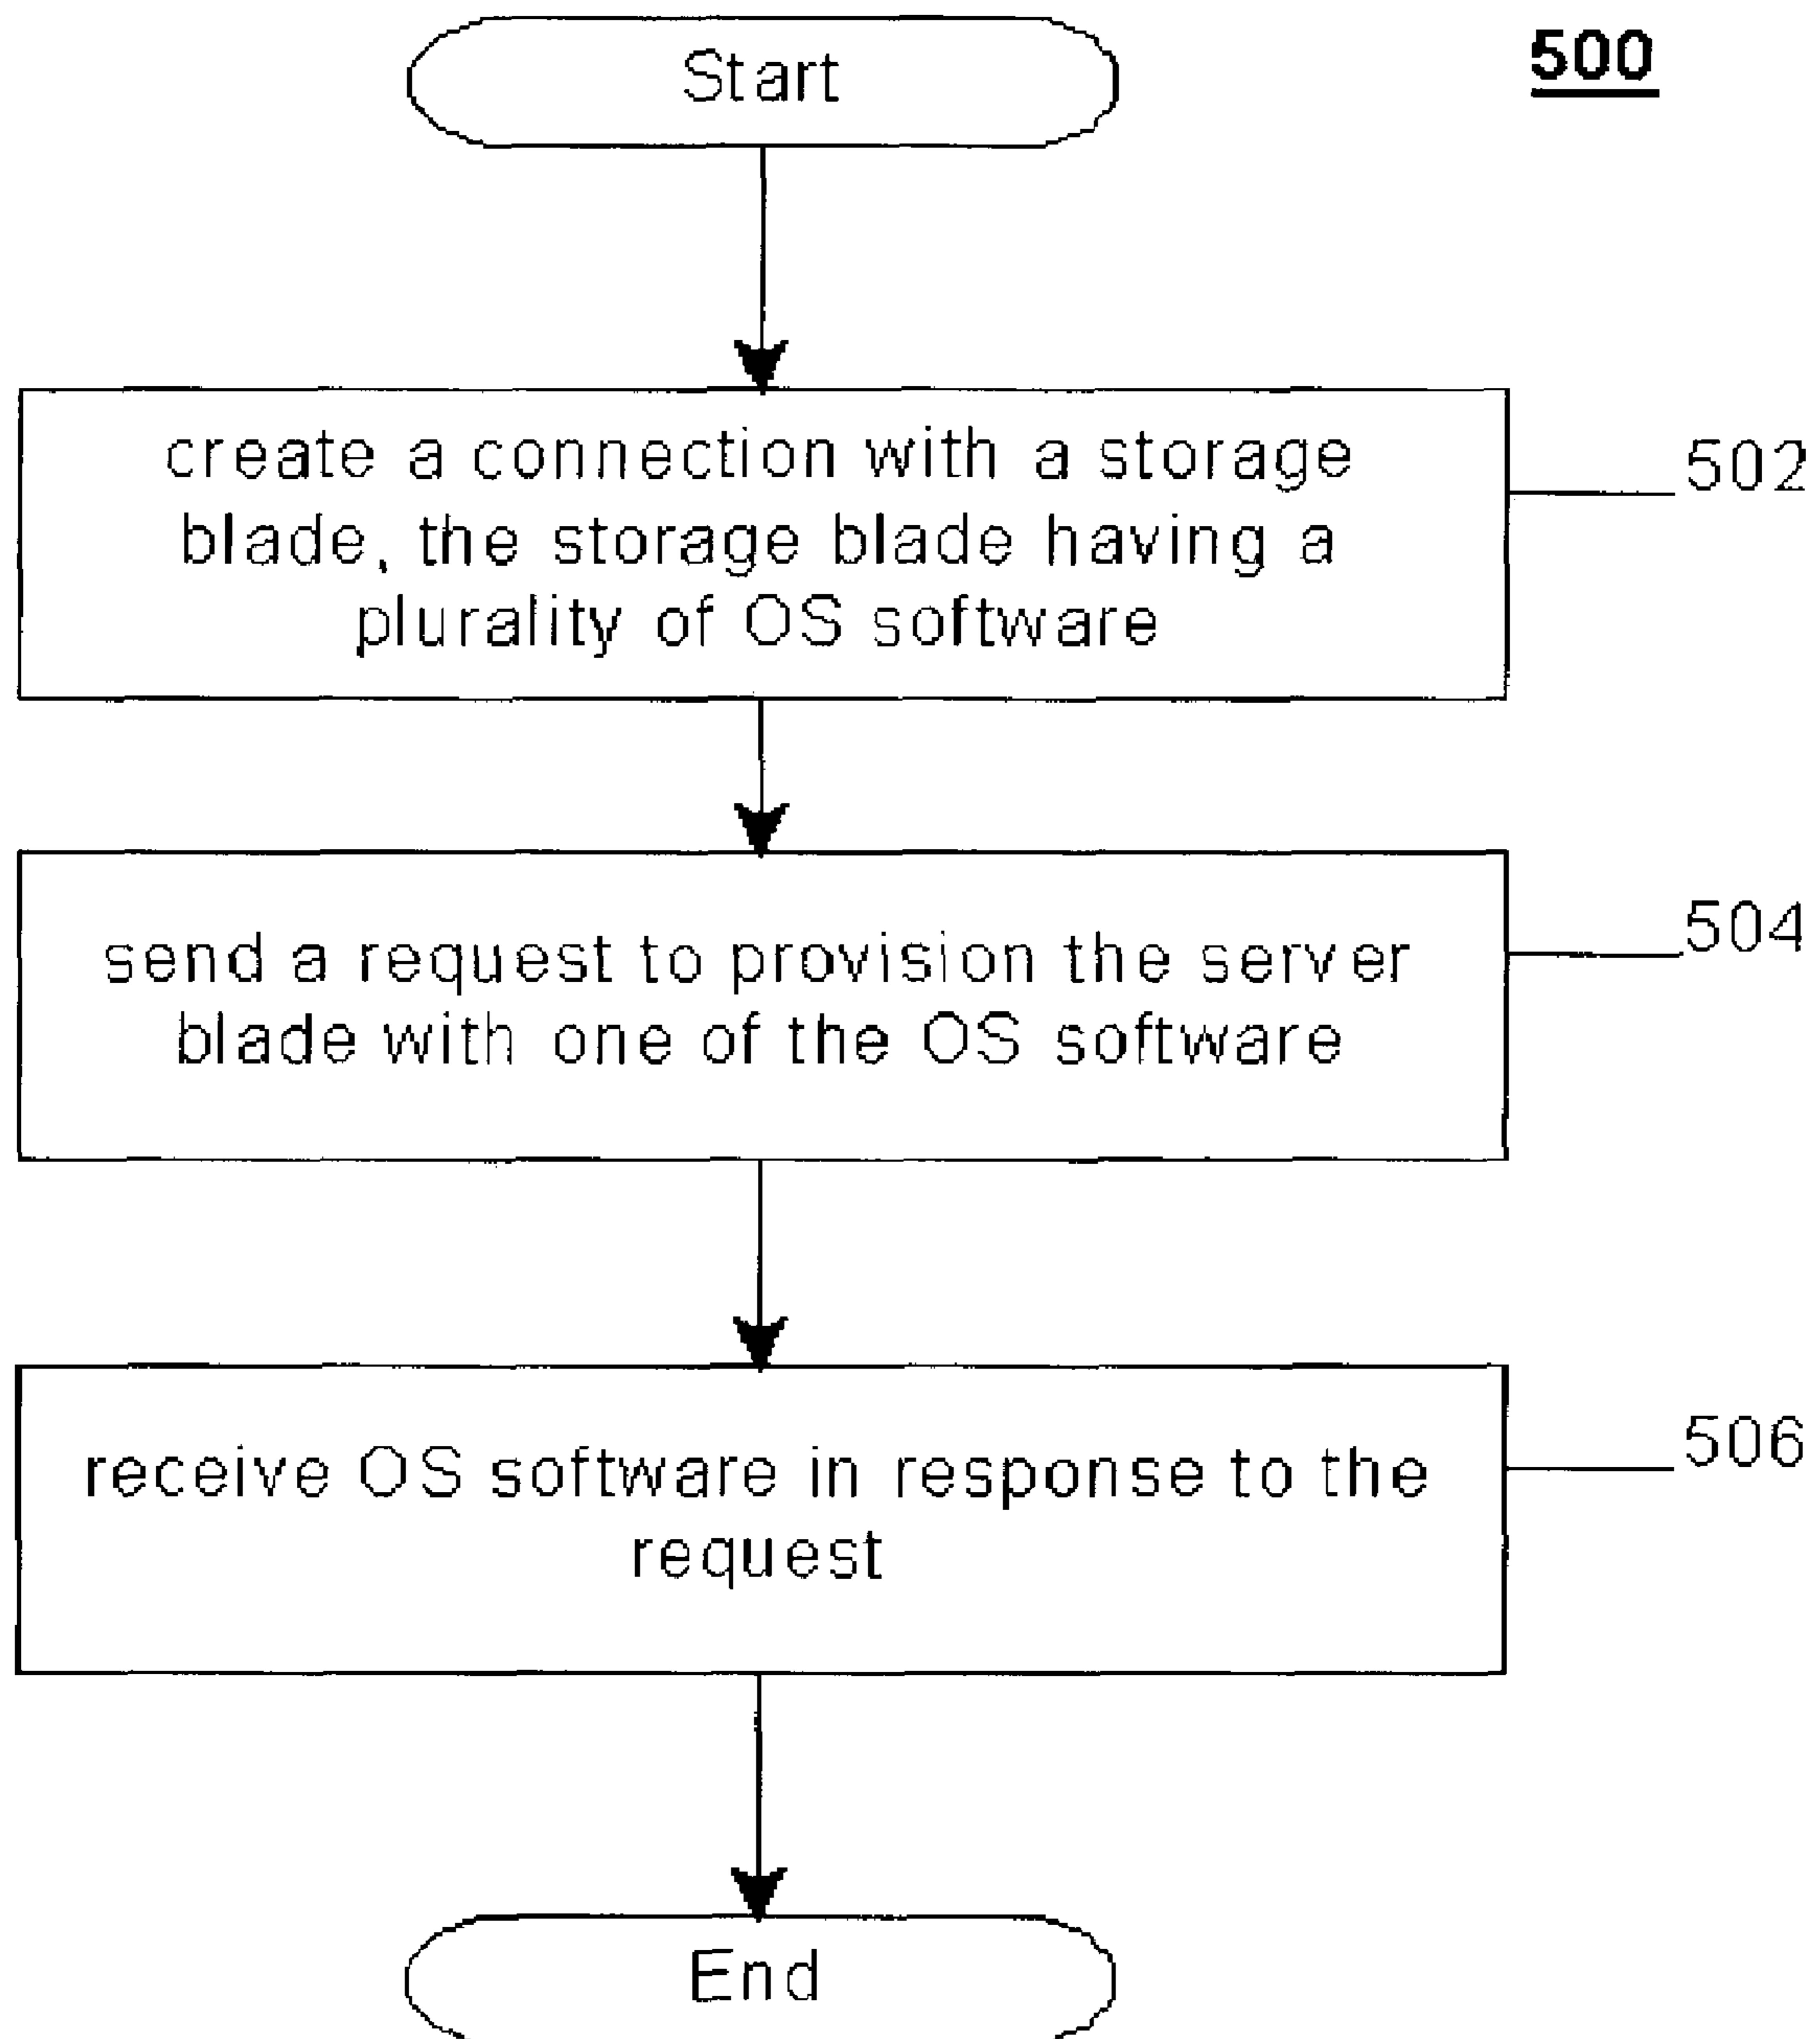 Start
500
create a connection with a storage
blade, the storage blade having a
plurality of OS software
502
send a request to provision the server
blade with one of the OS software
504
receive OS software in response to the
request
506
End